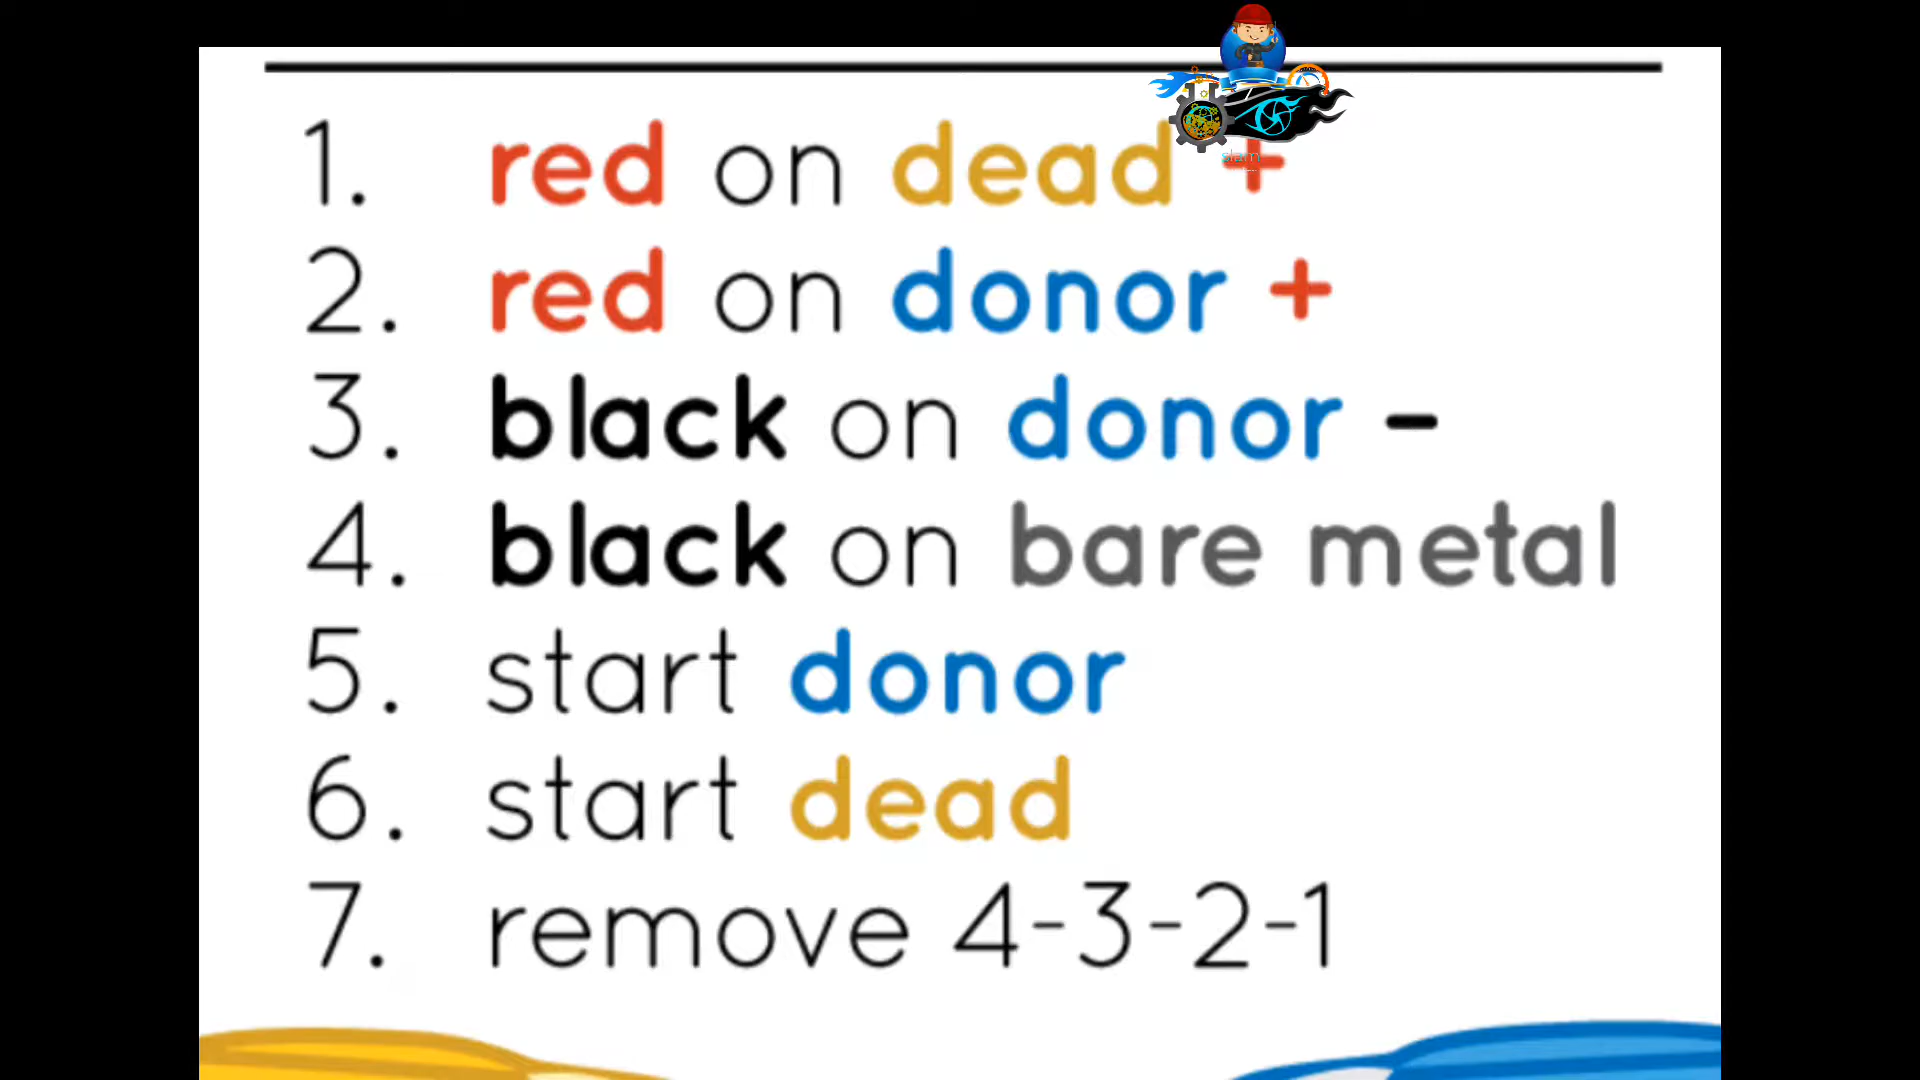 1. red on dead +
slam
2. red on donor +
3. black on donor -
4. black on bare metal
5. start donor
6. start dead
7. remove 4-3-2-1